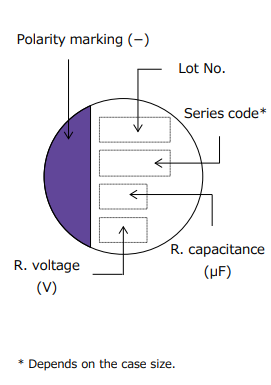 Polarity marking (−)
Lot No.
Series code*
R. capacitance
(µF)
R. voltage
(V)
* Depends on the case size.